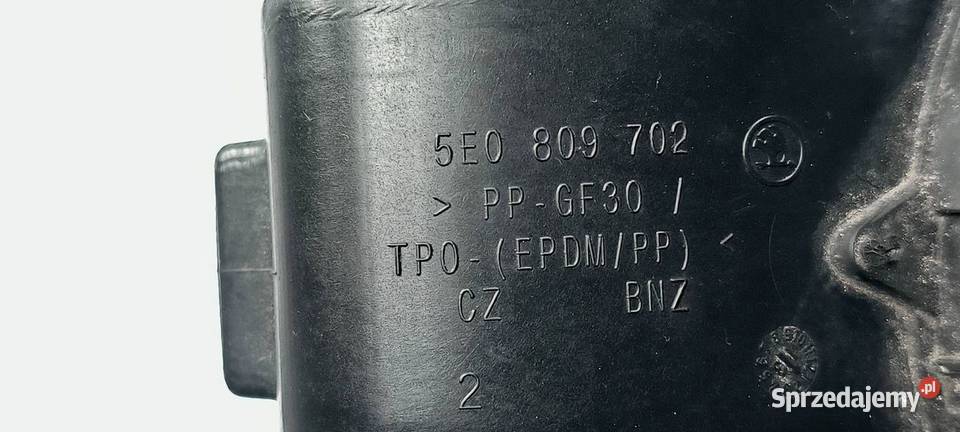 5E0 809 702
> PP-GF30 /
TPO-(EPDM/PP) <
CZ BNZ
2
Sprzedajemy.pl